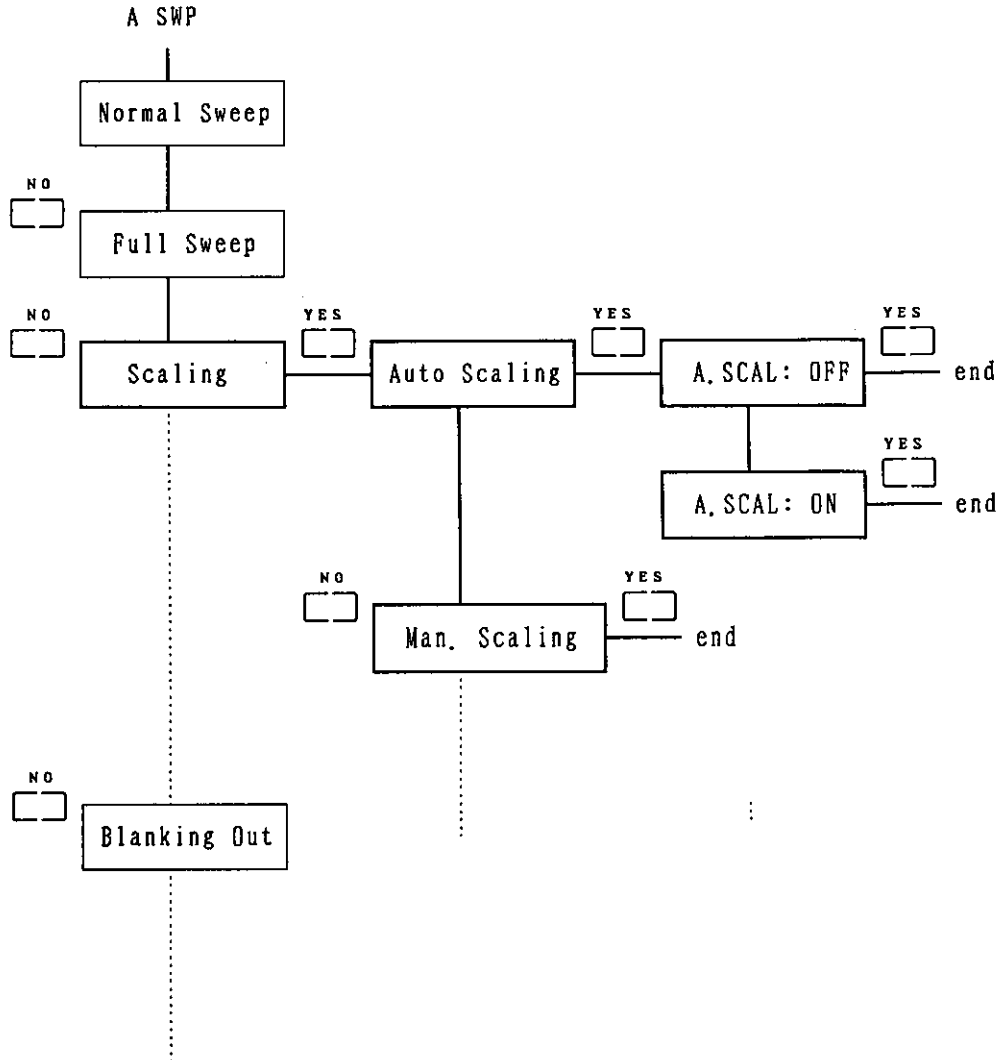 A SWP
Normal Sweep
NO
Full Sweep
NO
Scaling
YES
Auto Scaling
YES
A.SCAL: OFF
YES
end
A.SCAL: ON
YES
end
NO
Man. Scaling
YES
end
NO
Blanking Out